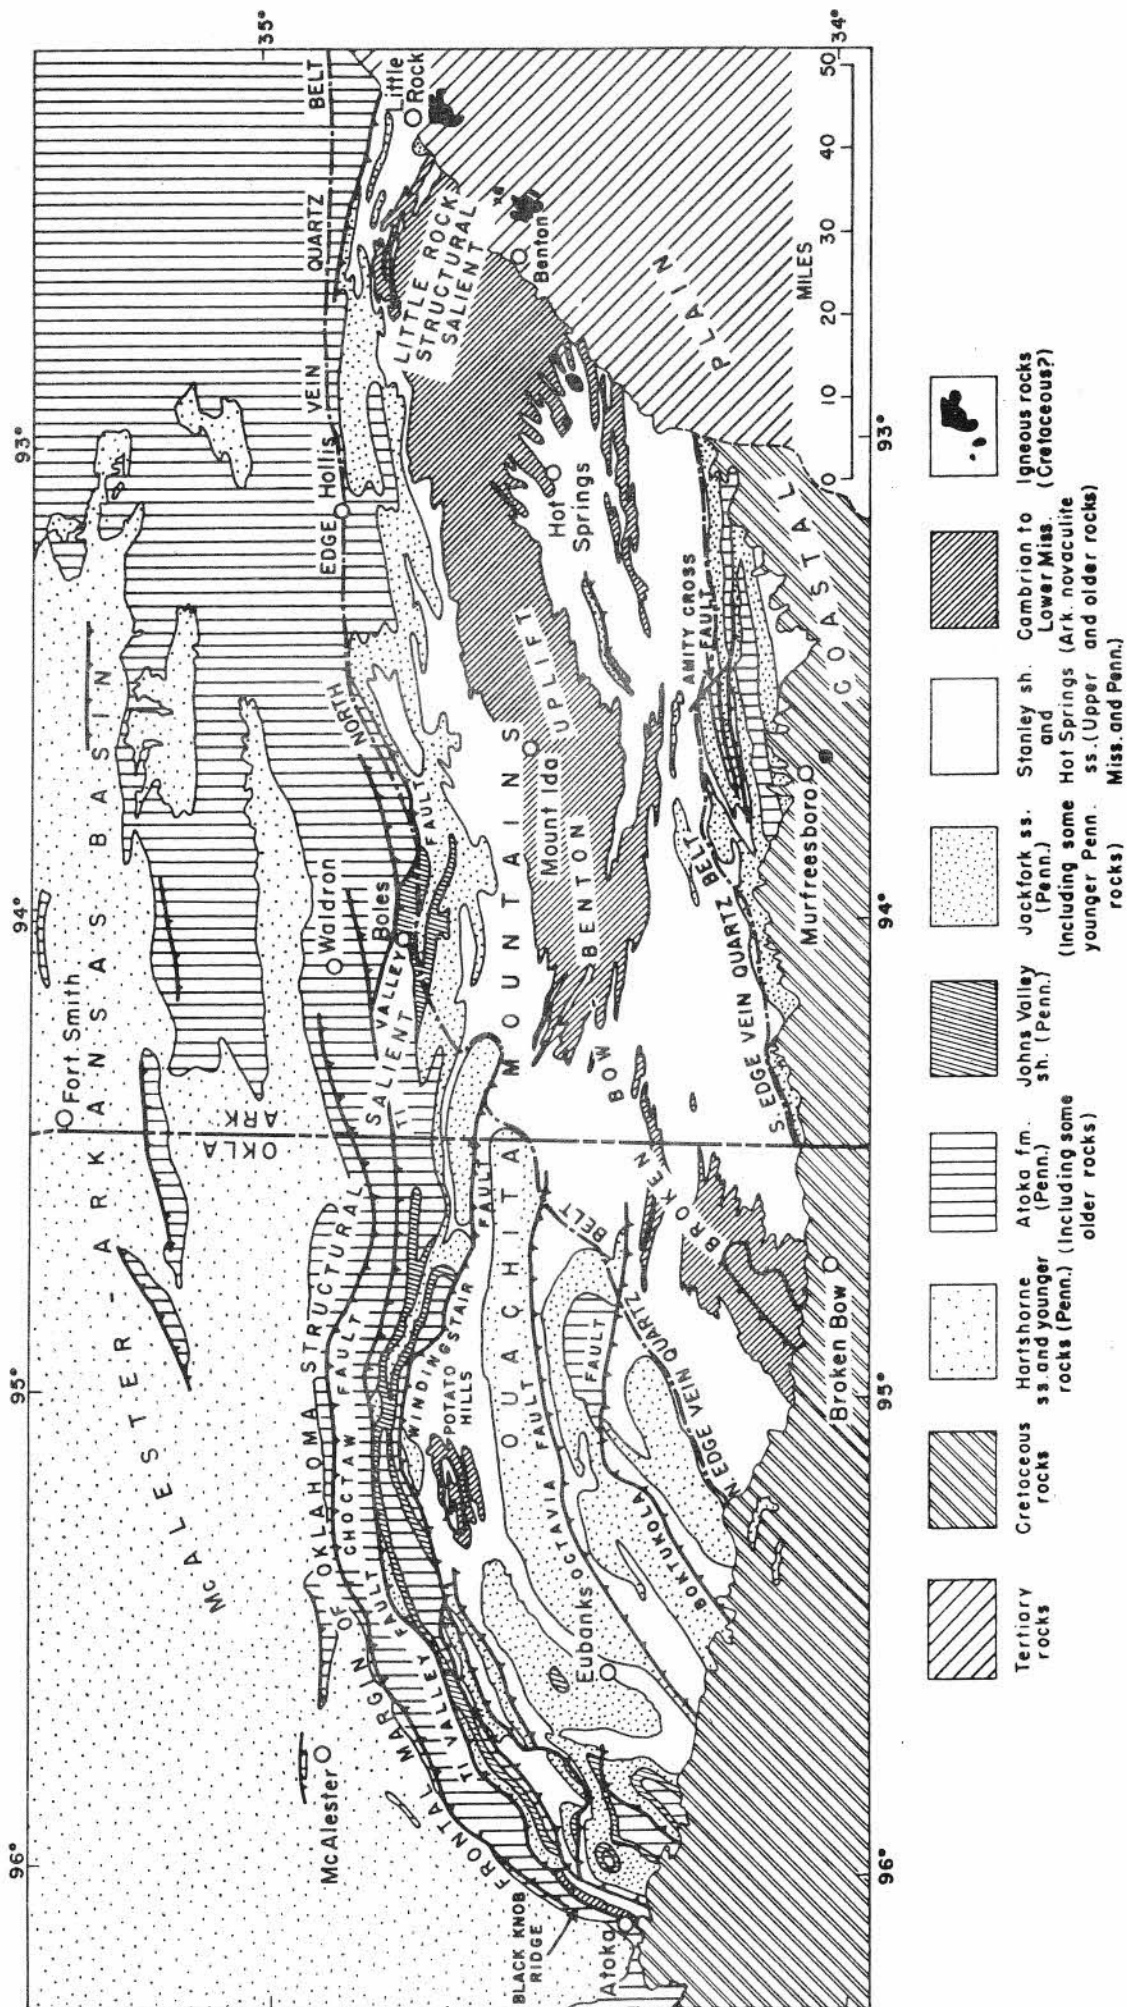 96°
95°
94°
93°
35°
34°
96°
95°
94°
93°
McALESTER - ARKANSAS BASIN
Fort Smith
OKLA
ARK
McAlester
FRONTAL MARGIN OF OKLAHOMA STRUCTURAL SALIENT
CHOCTAW FAULT
TI VALLEY FAULT
TI VALLEY FAULT
Waldron
Boles
NORTH EDGE VEIN QUARTZ BELT
Hollis
Little
Rock
LITTLE ROCK
STRUCTURAL
SALIENT
Benton
BLACK KNOB
RIDGE
Atoka
WINDINGSTAIR FAULT
POTATO
HILLS
OUACHITA MOUNTAINS
OCTAVIA FAULT
Eubanks
BOKTUKOLA FAULT
N. EDGE VEIN QUARTZ BELT
BROKEN BOW
BENTON UPLIFT
Mount Ida
Hot
Springs
AMITY CROSS
FAULT
S. EDGE VEIN QUARTZ BELT
Murfreesboro
Broken Bow
COASTAL PLAIN
0 10 20 30 40 50
MILES
Tertiary
rocks
Cretaceous
rocks
Hartshorne
ss. and younger
rocks (Penn.)
Atoka fm.
(Penn.)
(Including some
older rocks)
Johns Valley
sh. (Penn.)
Jackfork ss.
(Penn.)
(Including some
younger Penn.
rocks)
Stanley sh.
and
Hot Springs
ss. (Upper
Miss. and Penn.)
Cambrian to
Lower Miss.
(Ark. novaculite
and older rocks)
Igneous rocks
(Cretaceous?)